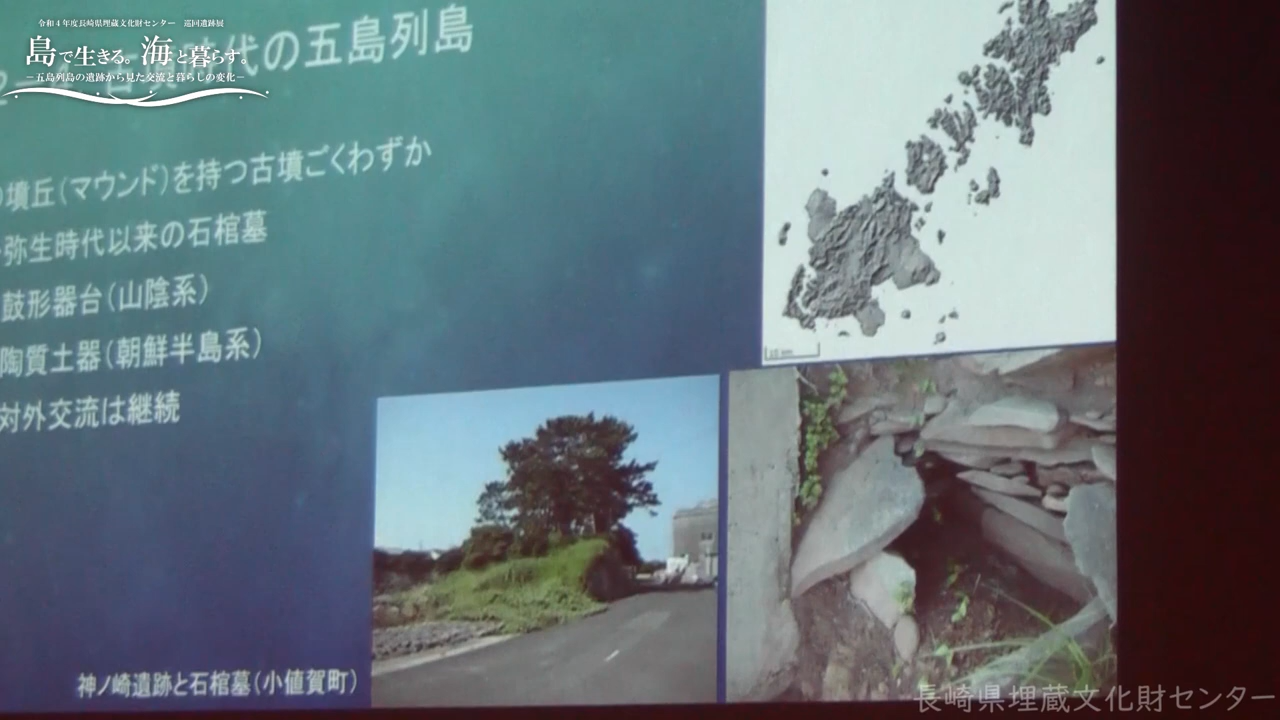 令和4年度長崎県埋蔵文化財センター 巡回遺跡展
島で生きる。海と暮らす。
－五島列島の遺跡から見た交流と暮らしの変化－
古墳時代の五島列島
墳丘（マウンド）を持つ古墳ごくわずか
弥生時代以来の石棺墓
鼓形器台（山陰系）
陶質土器（朝鮮半島系）
対外交流は継続
神ノ崎遺跡と石棺墓（小値賀町）
長崎県埋蔵文化財センター